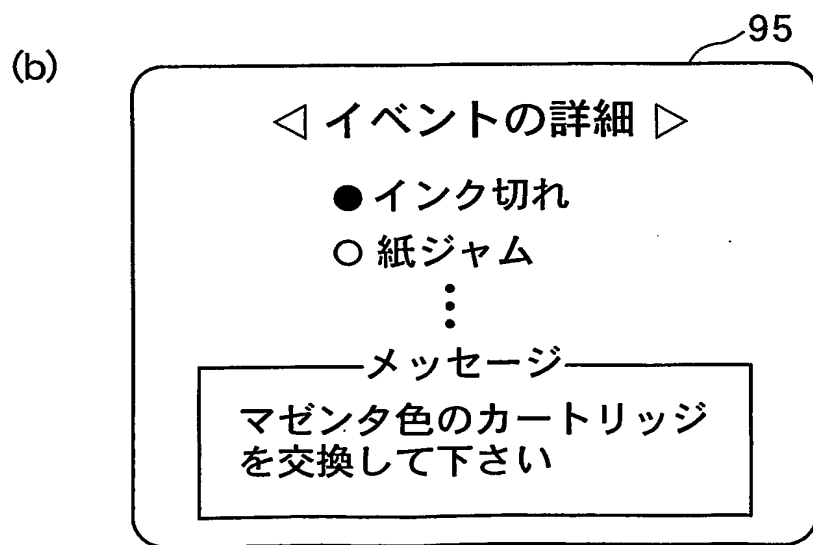 95
(b)
◁ イベントの詳細 ▷
● インク切れ
○ 紙ジャム
⋮
メッセージ
マゼンタ色のカートリッジ
を交換して下さい